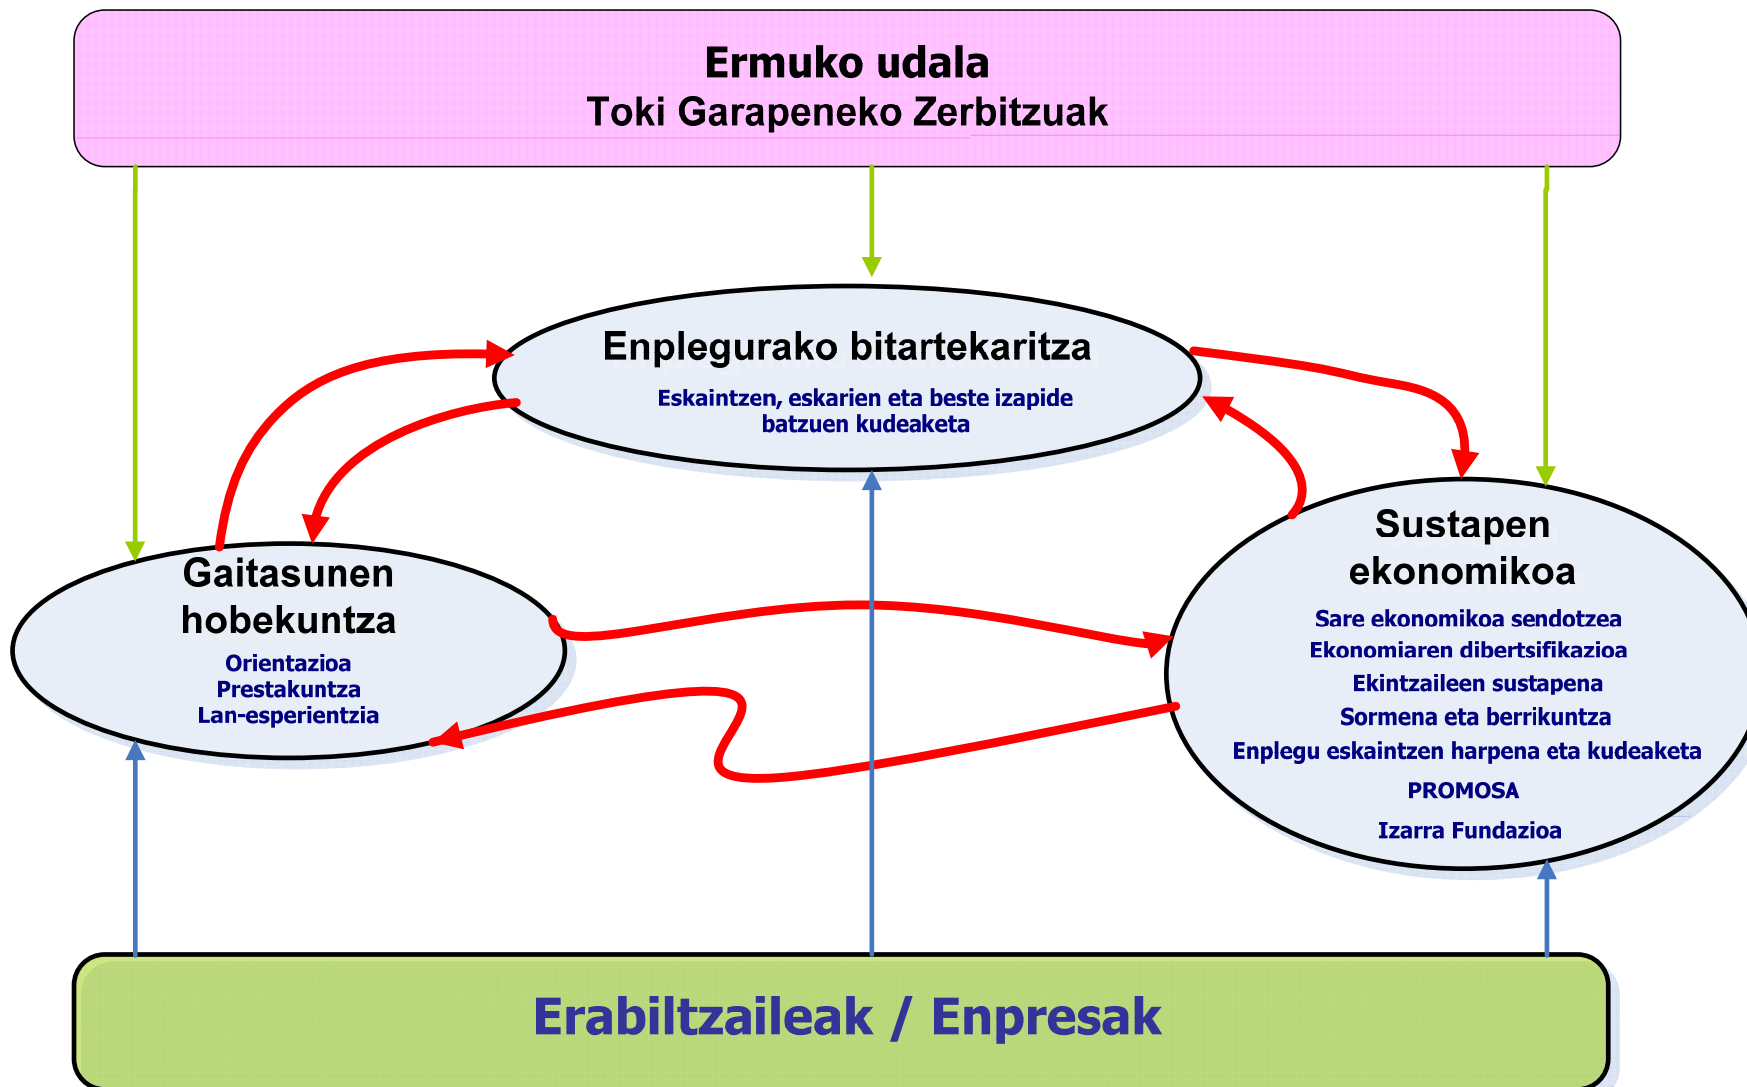 Ermuko udala
Toki Garapeneko Zerbitzuak
Enplegurako bitartekaritza
Eskaintzen, eskarien eta beste izapide
batzuen kudeaketa
Gaitasunen
hobekuntza
Orientazioa
Prestakuntza
Lan-esperientzia
Sustapen
ekonomikoa
Sare ekonomikoa sendotzea
Ekonomiaren dibertsifikazioa
Ekintzaileen sustapena
Sormena eta berrikuntza
Enplegu eskaintzen harpena eta kudeaketa
PROMOSA
Izarra Fundazioa
Erabiltzaileak / Enpresak